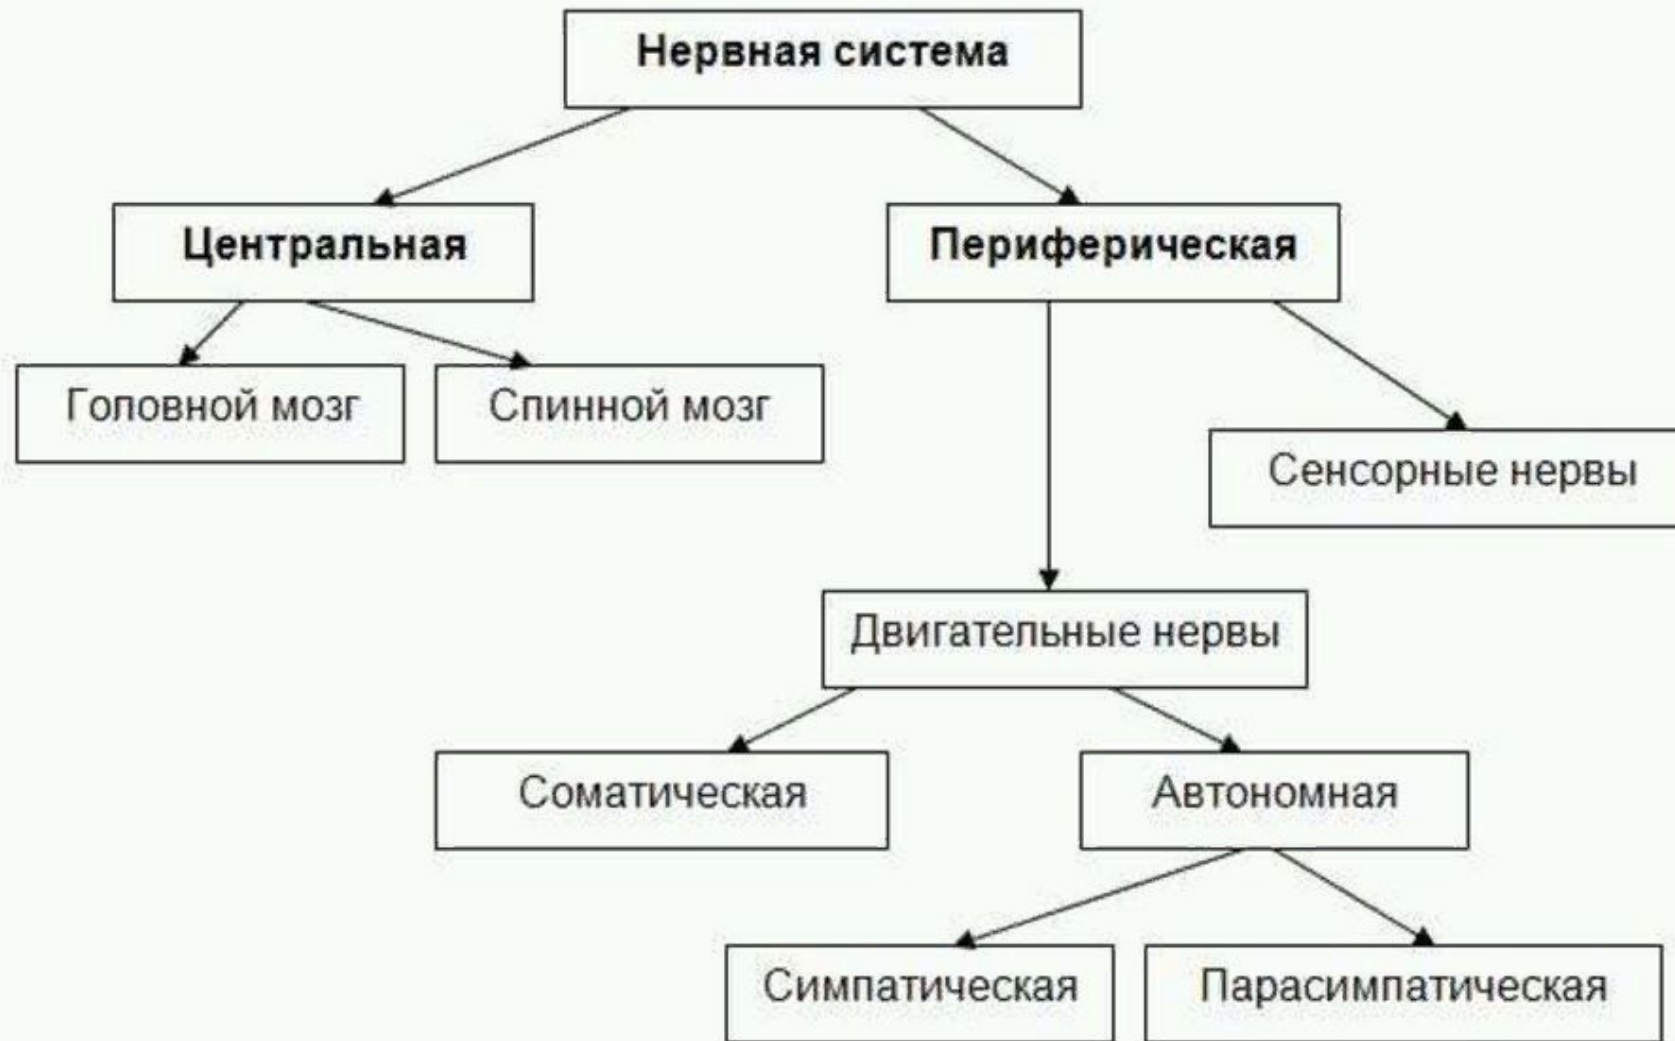 Нервная система
Центральная
Периферическая
Головной мозг
Спинной мозг
Сенсорные нервы
Двигательные нервы
Соматическая
Автономная
Симпатическая
Парасимпатическая